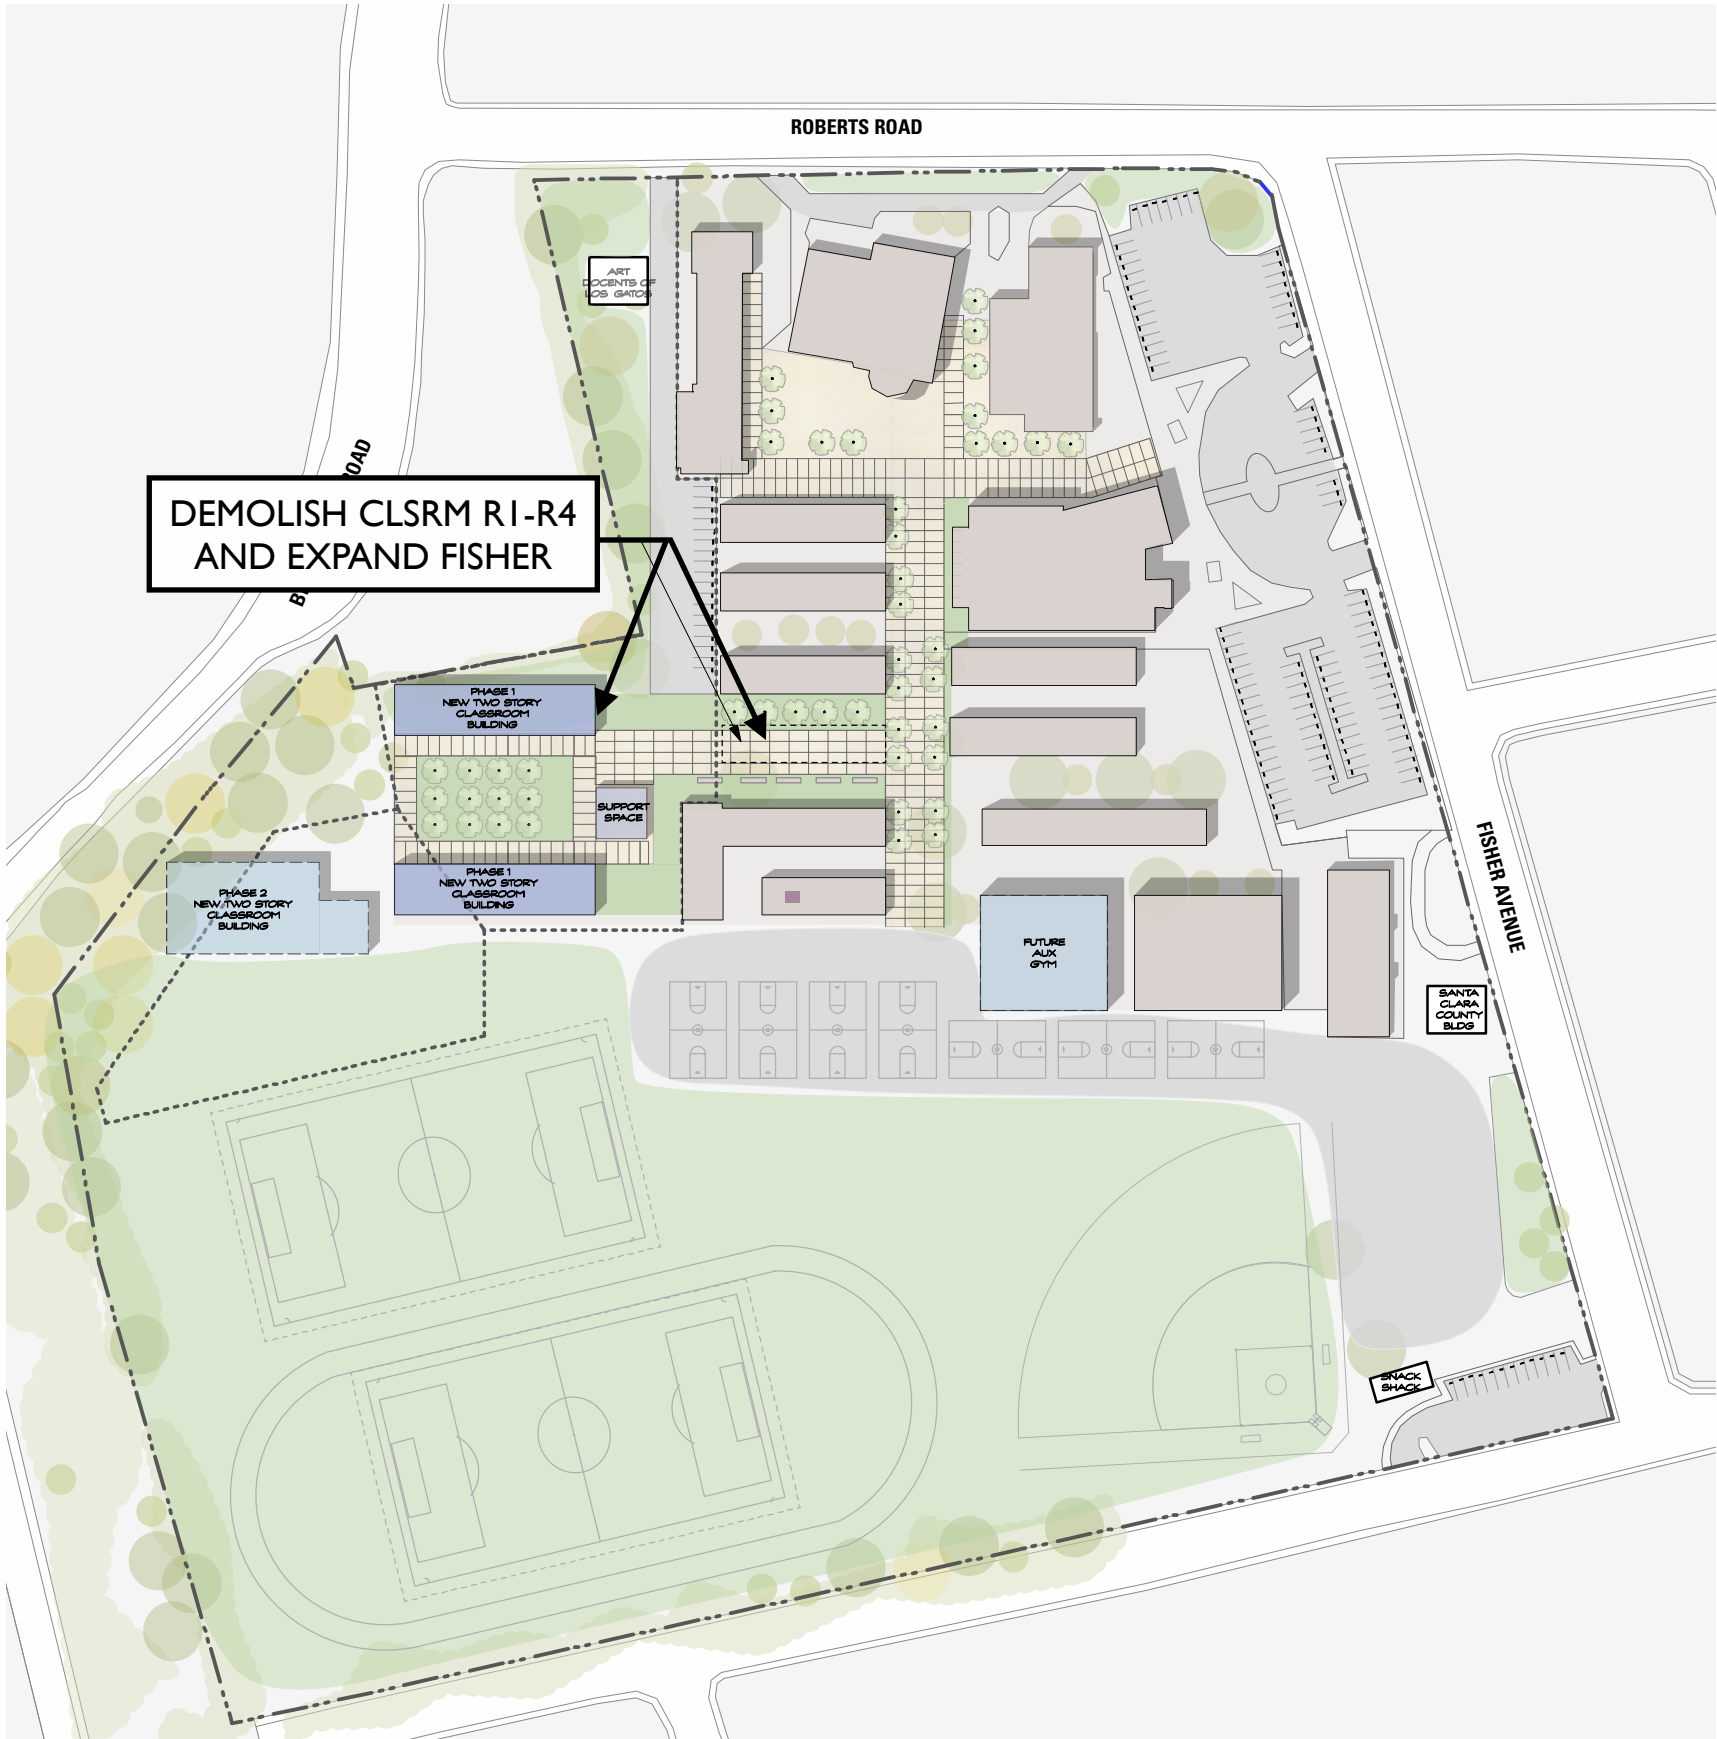 ROBERTS ROAD
ART
DOCENTS OF
LOS GATOS
ROAD
DEMOLISH CLSRM R1-R4
AND EXPAND FISHER
PHASE 1
NEW TWO STORY
CLASSROOM
BUILDING
SUPPORT
SPACE
PHASE 1
NEW TWO STORY
CLASSROOM
BUILDING
PHASE 2
NEW TWO STORY
CLASSROOM
BUILDING
FUTURE
AUX
GYM
FISHER AVENUE
SANTA
CLARA
COUNTY
BLDG
SNACK
SHACK